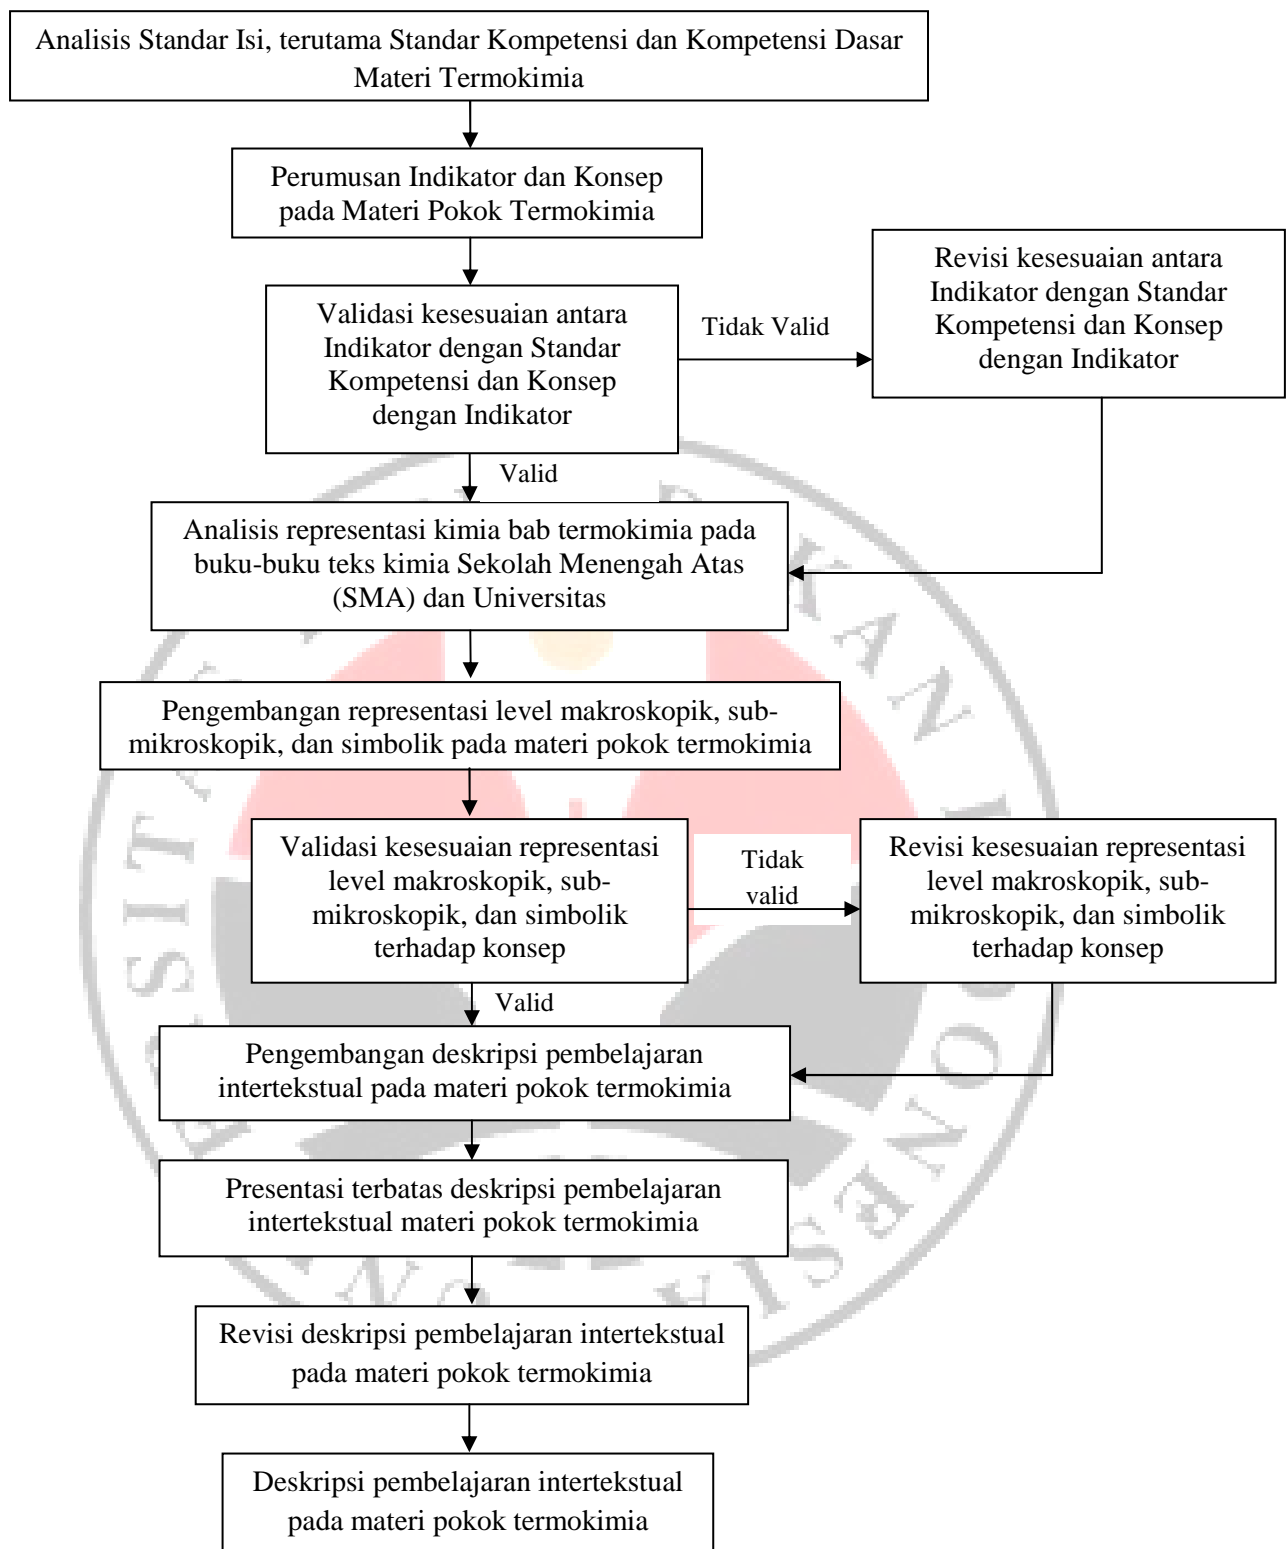 Analisis Standar Isi, terutama Standar Kompetensi dan Kompetensi Dasar
Materi Termokimia
Perumusan Indikator dan Konsep
pada Materi Pokok Termokimia
Validasi kesesuaian antara
Indikator dengan Standar
Kompetensi dan Konsep
dengan Indikator
Tidak Valid
Revisi kesesuaian antara
Indikator dengan Standar
Kompetensi dan Konsep
dengan Indikator
Valid
Analisis representasi kimia bab termokimia pada
buku-buku teks kimia Sekolah Menengah Atas
(SMA) dan Universitas
Pengembangan representasi level makroskopik, sub-
mikroskopik, dan simbolik pada materi pokok termokimia
Validasi kesesuaian representasi
level makroskopik, sub-
mikroskopik, dan simbolik
terhadap konsep
Tidak
valid
Revisi kesesuaian representasi
level makroskopik, sub-
mikroskopik, dan simbolik
terhadap konsep
Valid
Pengembangan deskripsi pembelajaran
intertekstual pada materi pokok termokimia
Presentasi terbatas deskripsi pembelajaran
intertekstual materi pokok termokimia
Revisi deskripsi pembelajaran intertekstual
pada materi pokok termokimia
Deskripsi pembelajaran intertekstual
pada materi pokok termokimia